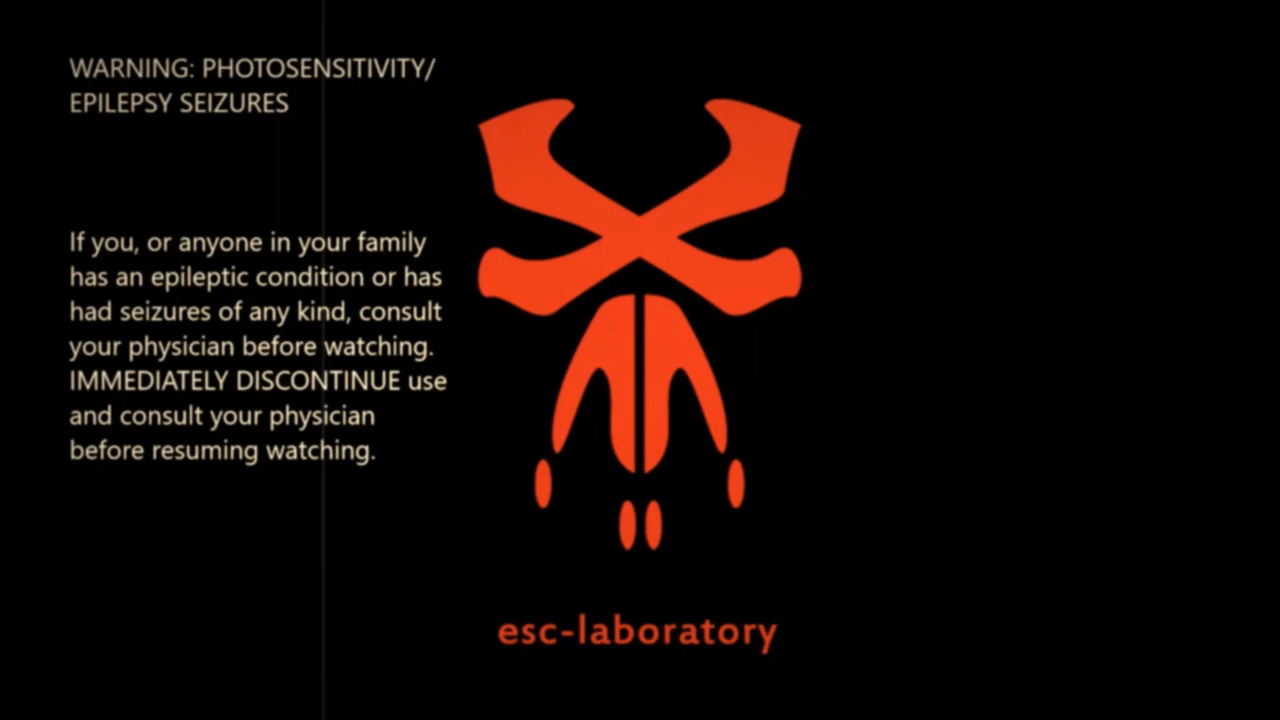 WARNING: PHOTOSENSITIVITY/
EPILEPSY SEIZURES
If you, or anyone in your family
has an epileptic condition or has
had seizures of any kind, consult
your physician before watching.
IMMEDIATELY DISCONTINUE use
and consult your physician
before resuming watching.
esc-laboratory